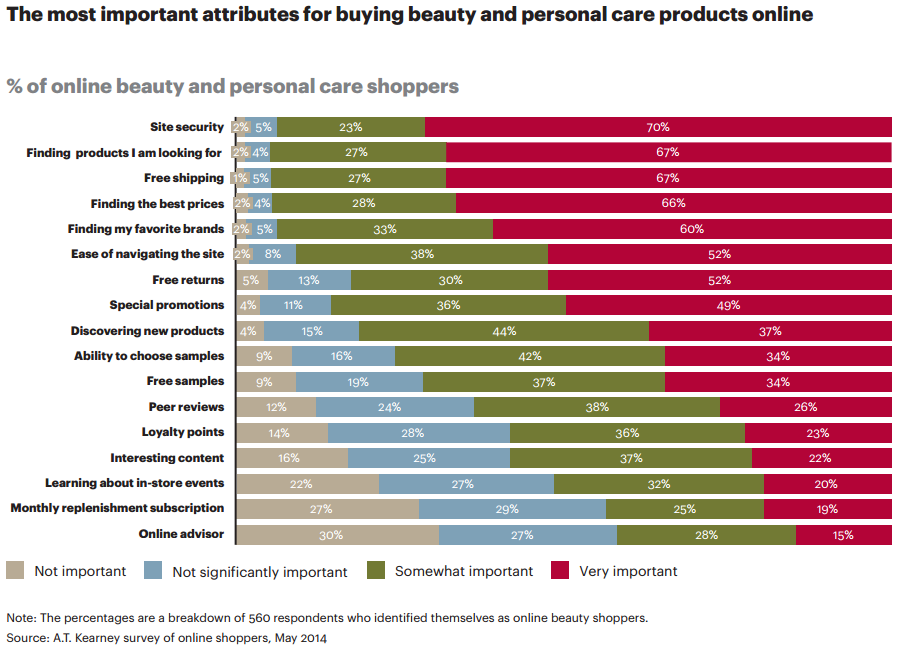 The most important attributes for buying beauty and personal care products online
% of online beauty and personal care shoppers
Site security 2% 5% 23% 70%
Finding products I am looking for 2% 4% 27% 67%
Free shipping 1% 5% 27% 67%
Finding the best prices 2% 4% 28% 66%
Finding my favorite brands 2% 5% 33% 60%
Ease of navigating the site 2% 8% 38% 52%
Free returns 5% 13% 30% 52%
Special promotions 4% 11% 36% 49%
Discovering new products 4% 15% 44% 37%
Ability to choose samples 9% 16% 42% 34%
Free samples 9% 19% 37% 34%
Peer reviews 12% 24% 38% 26%
Loyalty points 14% 28% 36% 23%
Interesting content 16% 25% 37% 22%
Learning about in-store events 22% 27% 32% 20%
Monthly replenishment subscription 27% 29% 25% 19%
Online advisor 30% 27% 28% 15%
Not important Not significantly important Somewhat important Very important
Note: The percentages are a breakdown of 560 respondents who identified themselves as online beauty shoppers.
Source: A.T. Kearney survey of online shoppers, May 2014